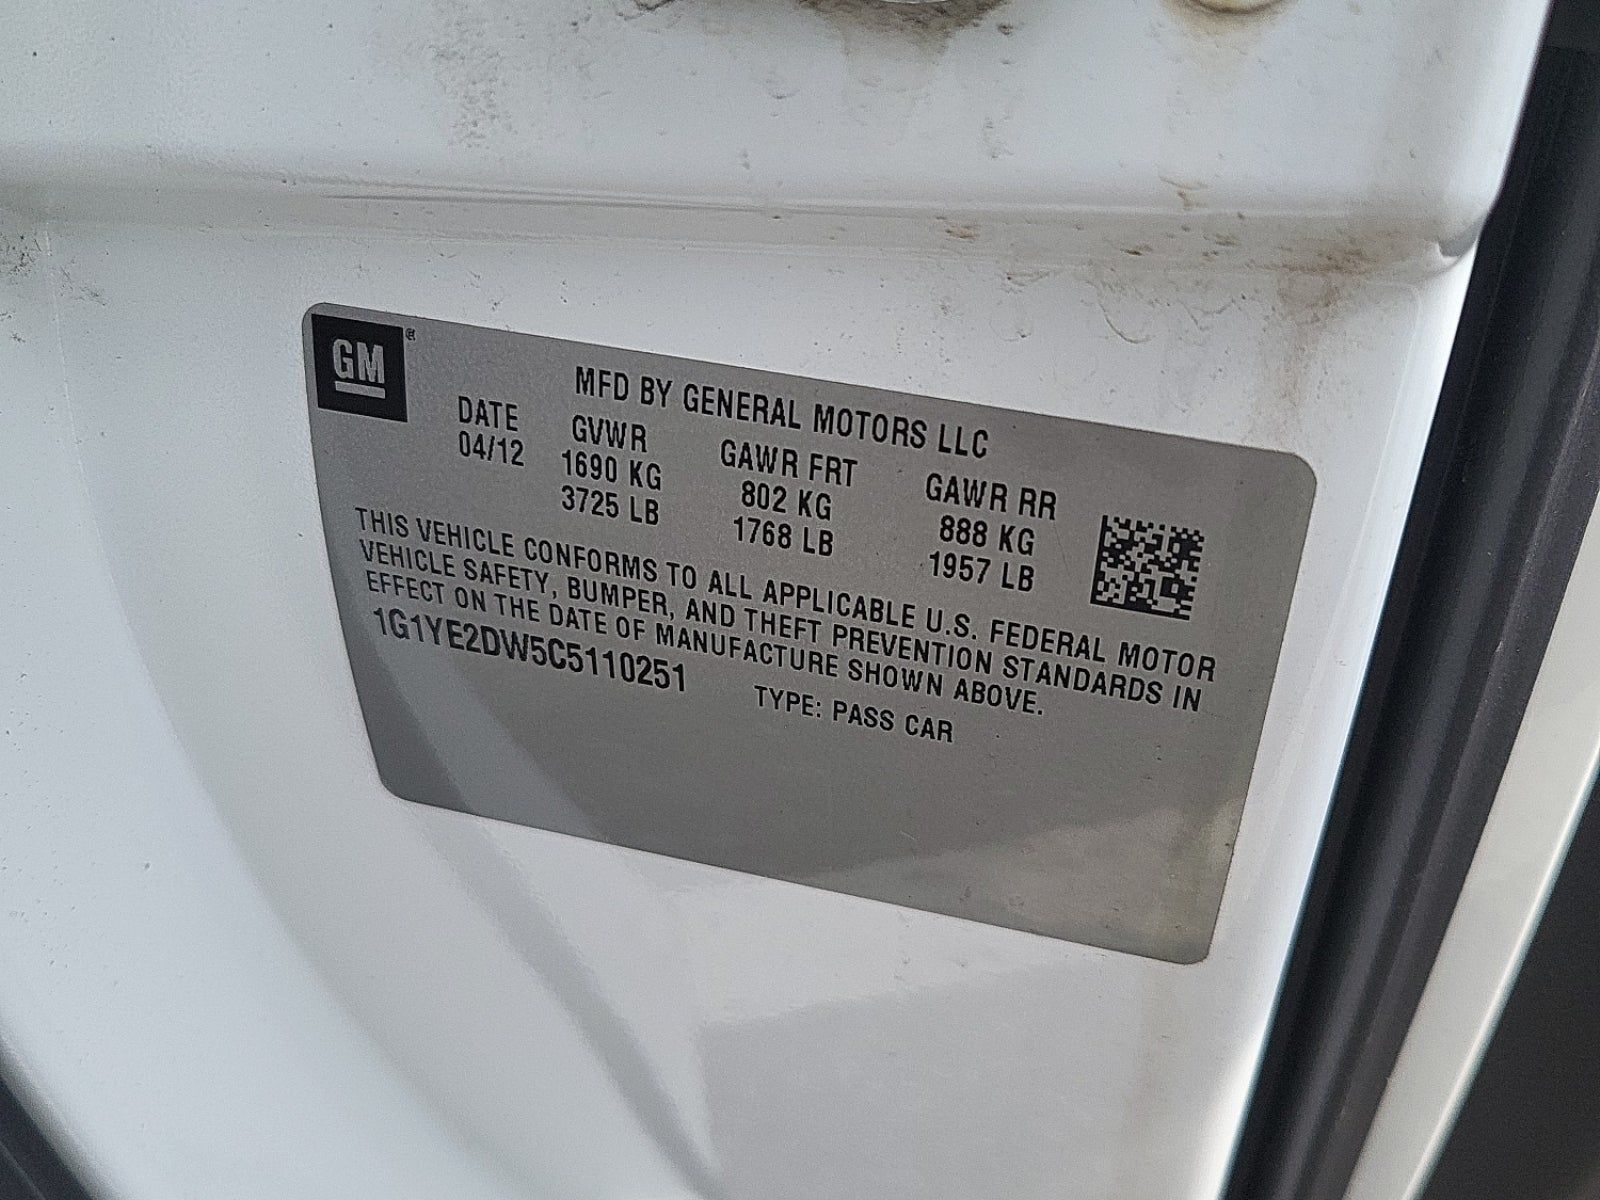 GM®
MFD BY GENERAL MOTORS LLC
DATE GVWR GAWR FRT GAWR RR
04/12 1690 KG 802 KG 888 KG
3725 LB 1768 LB 1957 LB
THIS VEHICLE CONFORMS TO ALL APPLICABLE U.S. FEDERAL MOTOR
VEHICLE SAFETY, BUMPER, AND THEFT PREVENTION STANDARDS IN
EFFECT ON THE DATE OF MANUFACTURE SHOWN ABOVE.
1G1YE2DW5C5110251 TYPE: PASS CAR